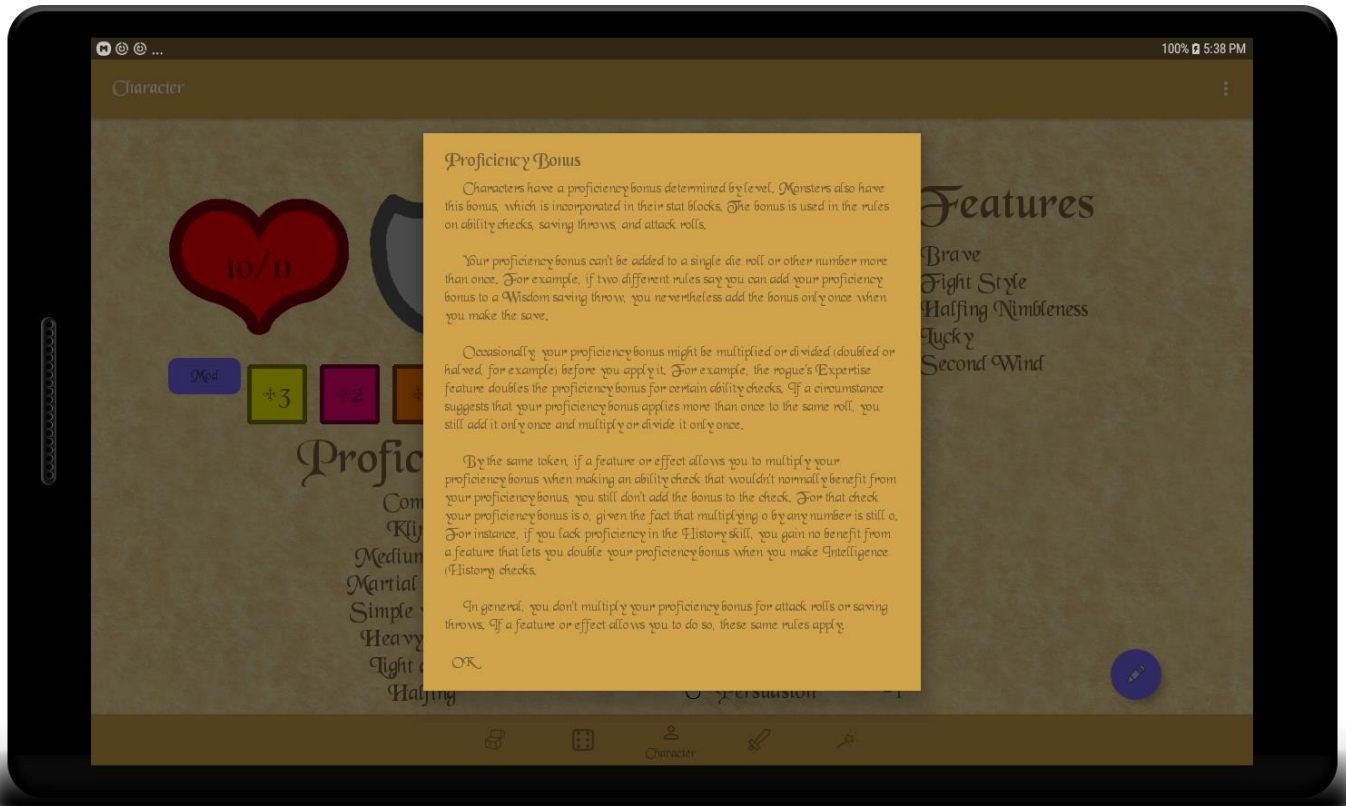 100% 5:38 PM
Character
Proficiency Bonus
Characters have a proficiency bonus determined by level. Monsters also have
this bonus, which is incorporated in their stat blocks. The bonus is used in the rules
on ability checks, saving throws, and attack rolls.
Your proficiency bonus can't be added to a single die roll or other number more
than once. For example, if two different rules say you can add your proficiency
bonus to a Wisdom saving throw, you nevertheless add the bonus only once when
you make the save.
Occasionally, your proficiency bonus might be multiplied or divided (doubled or
halved, for example) before you apply it. For example, the rogue's Expertise
feature doubles the proficiency bonus for certain ability checks. If a circumstance
suggests that your proficiency bonus applies more than once to the same roll, you
still add it only once and multiply or divide it only once.
By the same token, if a feature or effect allows you to multiply your
proficiency bonus when making an ability check that wouldn't normally benefit from
your proficiency bonus, you still don't add the bonus to the check. For that check
your proficiency bonus is 0, given the fact that multiplying 0 by any number is still 0.
For instance, if you lack proficiency in the History skill, you gain no benefit from
a feature that lets you double your proficiency bonus when you make Intelligence
(History) checks.
In general, you don't multiply your proficiency bonus for attack rolls or saving
throws. If a feature or effect allows you to do so, these same rules apply.
OK
10/11
Mod
+3
+2
Profic
Com
Medium
Martial
Simple
Heavy
Light
Halfing
Persuasion
Features
Brave
Fight Style
Halfing Nimbleness
Lucky
Second Wind
Character